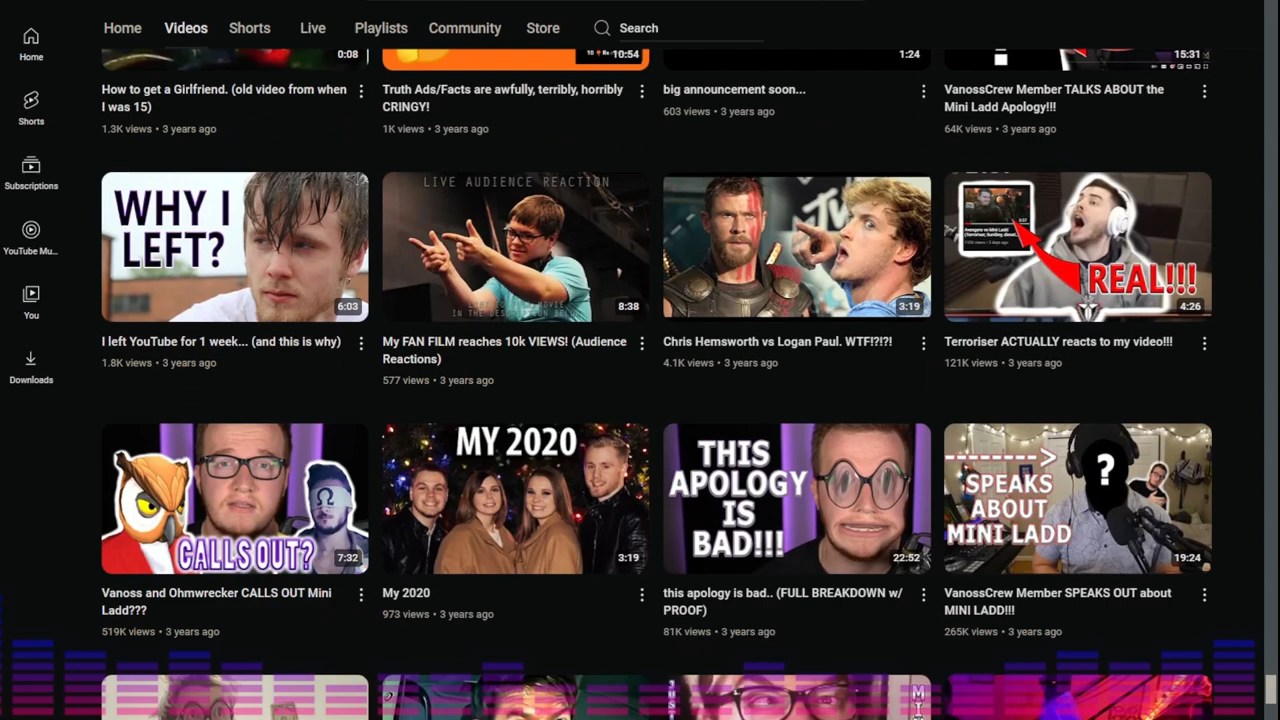 Home Videos Shorts Live Playlists Community Store Search
Home
Shorts
Subscriptions
YouTube Mu...
You
Downloads
0:08
10:54
1:24
15:31
How to get a Girlfriend. (old video from when
I was 15)
1.3K views • 3 years ago
Truth Ads/Facts are awfully, terribly, horribly
CRINGY!
1K views • 3 years ago
big announcement soon...
603 views • 3 years ago
VanossCrew Member TALKS ABOUT the
Mini Ladd Apology!!!
64K views • 3 years ago
WHY I
LEFT?
6:03
I left YouTube for 1 week... (and this is why)
1.8K views • 3 years ago
LIVE AUDIENCE REACTION
IN THE DESCRIPTION BELOW
8:38
My FAN FILM reaches 10k VIEWS! (Audience
Reactions)
577 views • 3 years ago
3:19
Chris Hemsworth vs Logan Paul. WTF!?!?!
4.1K views • 3 years ago
REAL!!!
4:26
Terroriser ACTUALLY reacts to my video!!!
121K views • 3 years ago
CALLS OUT?
7:32
Vanoss and Ohmwrecker CALLS OUT Mini
Ladd???
519K views • 3 years ago
MY 2020
3:19
My 2020
973 views • 3 years ago
THIS
APOLOGY
IS
BAD!!!
22:52
this apology is bad.. (FULL BREAKDOWN w/
PROOF)
81K views • 3 years ago
-------->
SPEAKS
ABOUT
MINI LADD
?
19:24
VanossCrew Member SPEAKS OUT about
MINI LADD!!!
265K views • 3 years ago